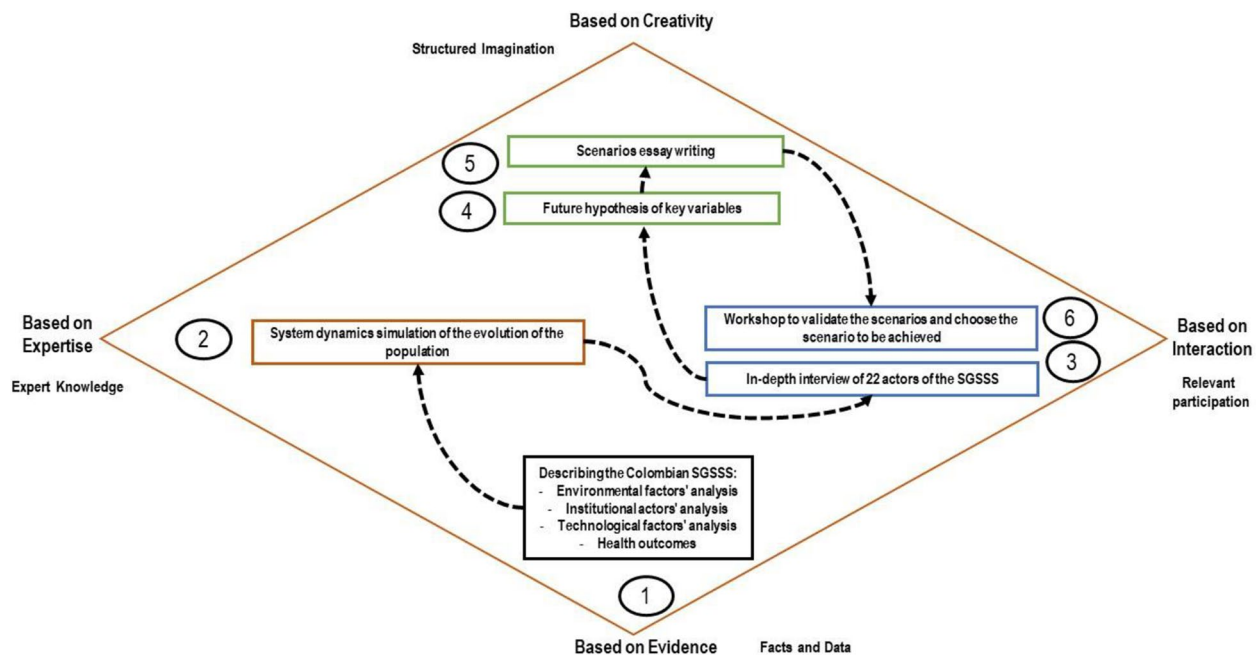 Based on Creativity
Structured Imagination
5
Scenarios essay writing
4
Future hypothesis of key variables
Based on
Expertise
Expert Knowledge
2
System dynamics simulation of the evolution of the
population
Workshop to validate the scenarios and choose the
scenario to be achieved
6
In-depth interview of 22 actors of the SGSSS
3
Based on
Interaction
Relevant
participation
Describing the Colombian SGSSS:
- Environmental factors' analysis
- Institutional actors' analysis
- Technological factors' analysis
- Health outcomes
1
Based on Evidence
Facts and Data